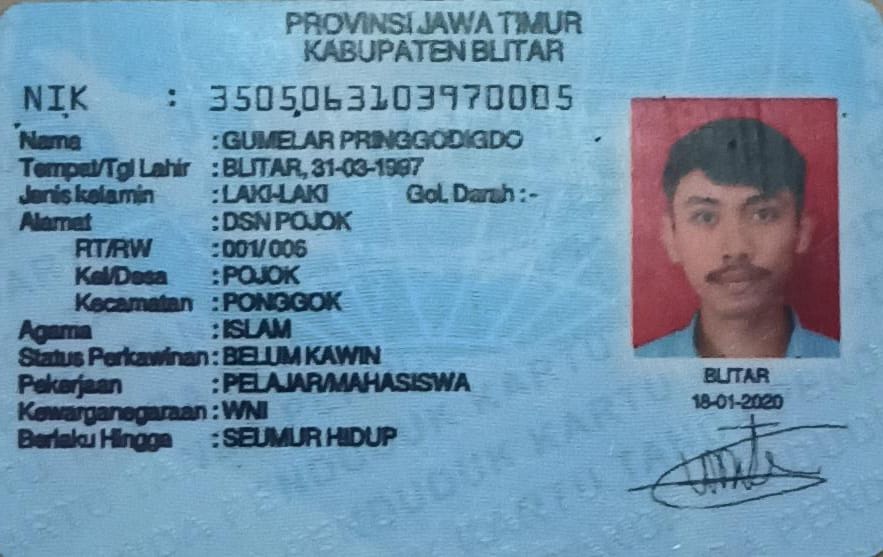 PROVINSI JAWA TIMUR
KABUPATEN BLITAR
NIK : 3505063103970005
Nama : GUMELAR PRINGGODIGDO
Tempat/Tgl Lahir : BLITAR, 31-03-1997
Jenis kelamin : LAKI-LAKI Gol. Darah : -
Alamat : DSN POJOK
RT/RW : 001/006
Kel/Desa : POJOK
Kecamatan : PONGGOK
Agama : ISLAM
Status Perkawinan : BELUM KAWIN
Pekerjaan : PELAJAR/MAHASISWA
Kewarganegaraan : WNI
Berlaku Hingga : SEUMUR HIDUP
BLITAR
18-01-2020